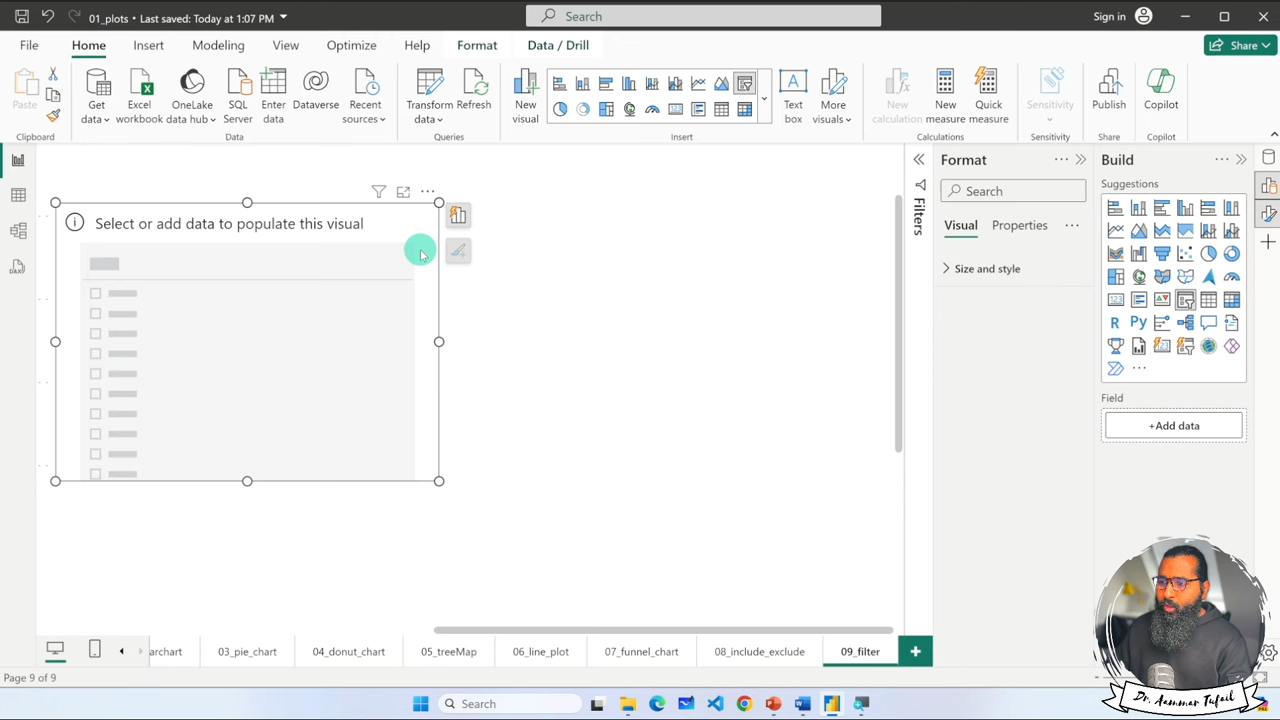 01_plots • Last saved: Today at 1:07 PM
Search
Sign in
File
Home
Insert
Modeling
View
Optimize
Help
Format
Data / Drill
Share
Paste
Get data
Excel workbook
OneLake data hub
SQL Server
Enter data
Dataverse
Recent sources
Transform data
Refresh
New visual
Text box
More visuals
New calculation
New measure
Quick measure
Sensitivity
Publish
Copilot
Clipboard
Data
Queries
Insert
Calculations
Sensitivity
Share
Copilot
Select or add data to populate this visual
Filters
Format
Search
Visual
Properties
Size and style
Build
Suggestions
R
Py
Field
+Add data
archart
03_pie_chart
04_donut_chart
05_treeMap
06_line_plot
07_funnel_chart
08_include_exclude
09_filter
Page 9 of 9
Search
Dr. Aammar Tufail